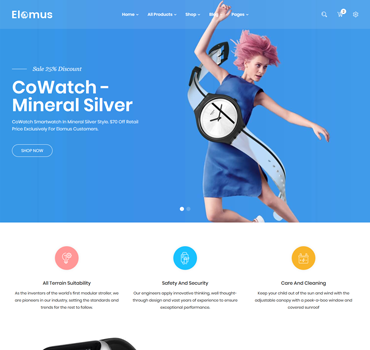 Elomus
Home All Products Shop Blog Pages
Sale 25% Discount
CoWatch -
Mineral Silver
CoWatch Smartwatch in Mineral Silver Style. $70 Off Retail
Price Exclusively For Elomus Customers.
SHOP NOW
All Terrain Suitability
As the inventors of the world's first modular stroller, we
are pioneers in our industry, setting the standards and
trends for the rest to follow.
Safety And Security
Our engineers apply innovative thinking, well thought-
through design and vast years of experience to ensure
exceptional performance.
Care And Cleaning
Keep your child out of the sun and wind with the
adjustable canopy with a peek-a-boo window and
covered sunroof